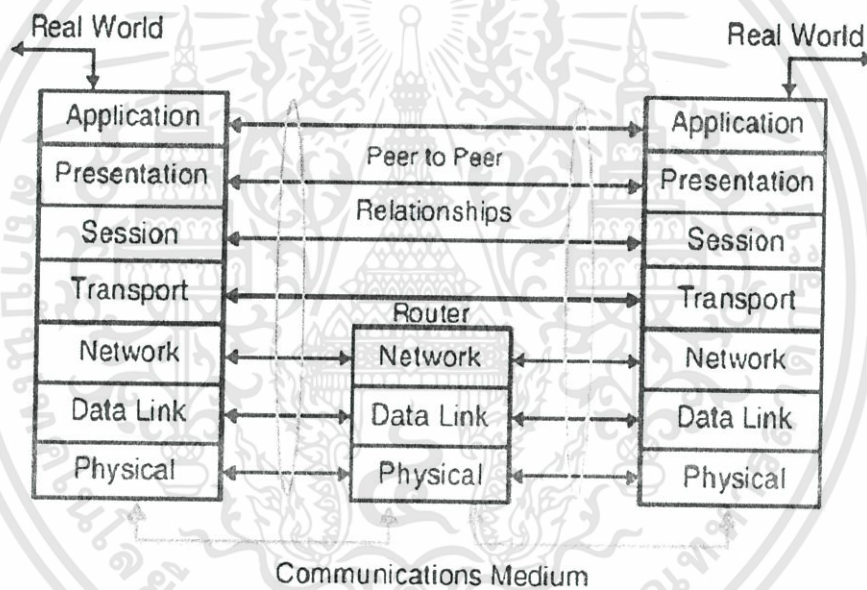 Real World
Real World
Application
Application
Peer to Peer
Presentation
Presentation
Relationships
Session
Session
Transport
Transport
Router
Network
Network
Network
Data Link
Data Link
Data Link
Physical
Physical
Physical
Communications Medium